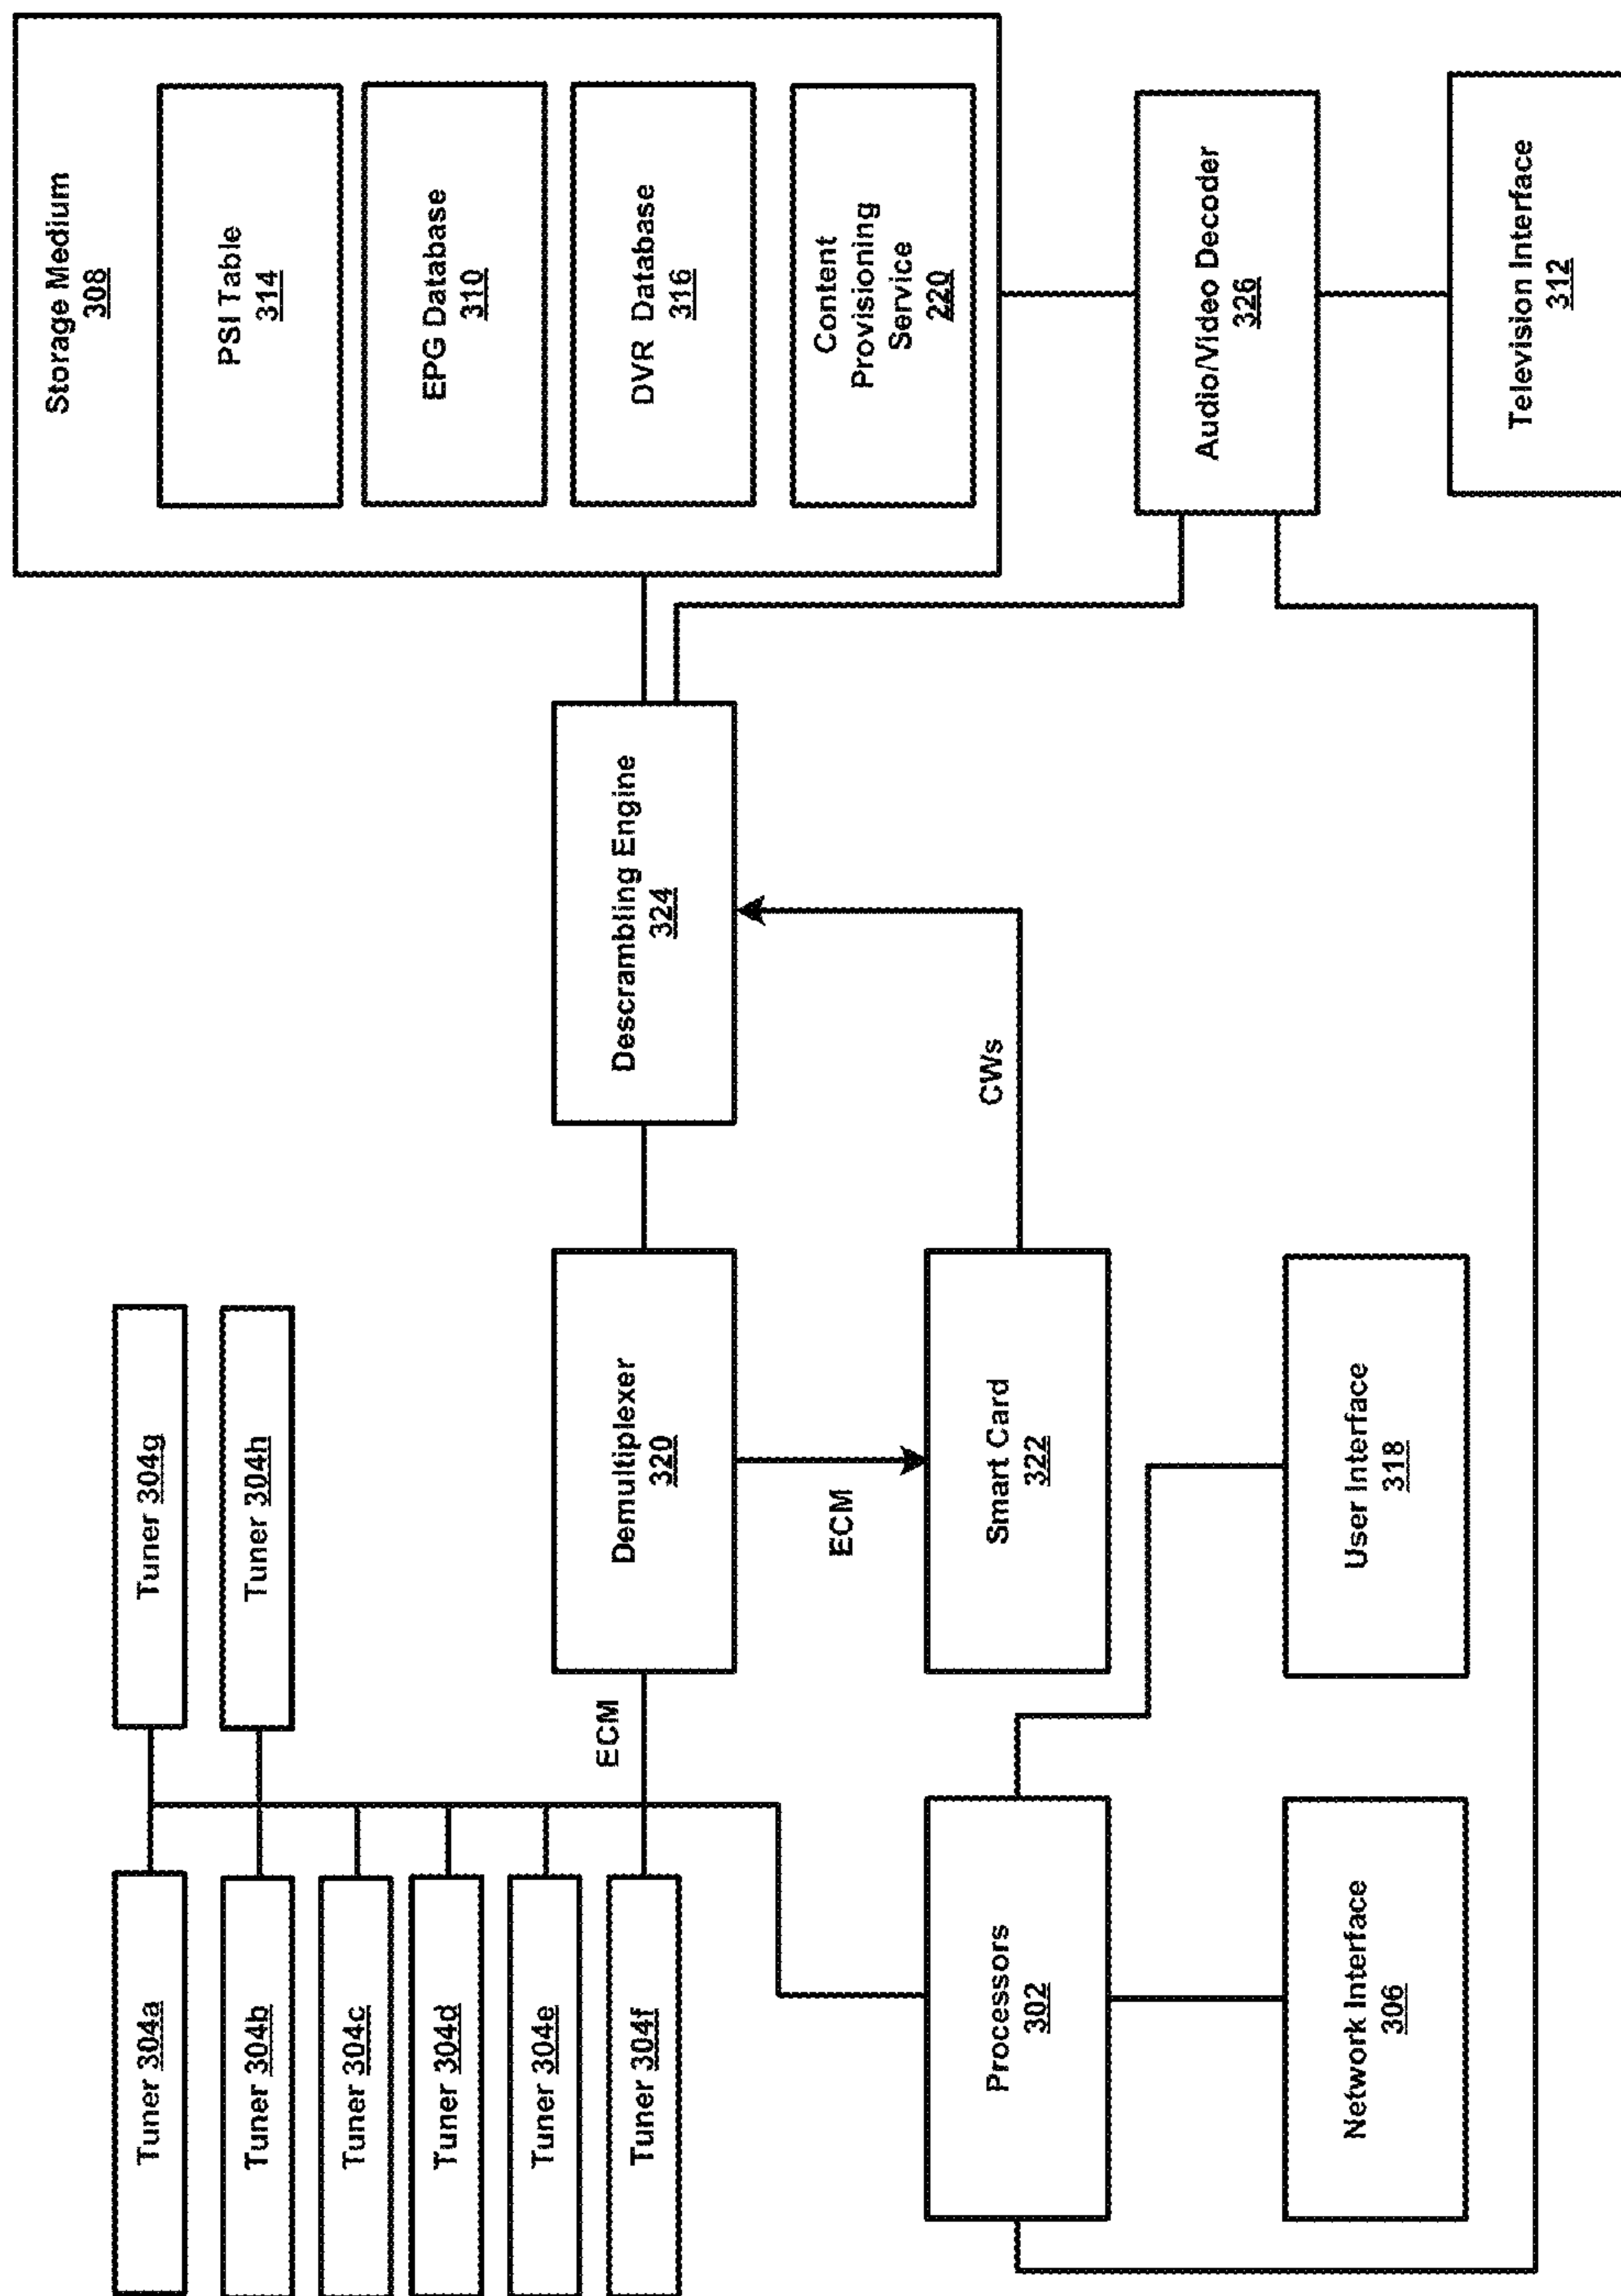 Tuner 304a
Tuner 304b
Tuner 304c
Tuner 304d
Tuner 304e
Tuner 304f
Tuner 304g
Tuner 304h
ECM
Demultiplexer
320
ECM
Smart Card
322
CWs
Descrambling Engine
324
Processors
302
Network Interface
306
User Interface
318
Storage Medium
308
PSI Table
314
EPG Database
310
DVR Database
316
Content
Provisioning
Service
220
Audio/Video Decoder
326
Television Interface
312